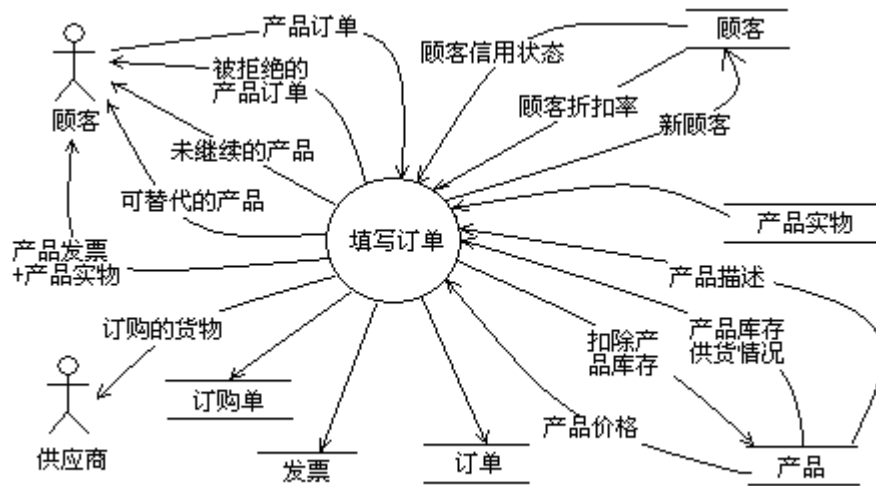 产品订单
顾客
顾客信用状态
被拒绝的
产品订单
顾客折扣率
顾客
新顾客
未继续的产品
可替代的产品
产品实物
填写订单
产品发票
+产品实物
产品描述
订购的货物
扣除产
品库存
产品库存
供货情况
订购单
产品价格
供应商
发票
订单
产品